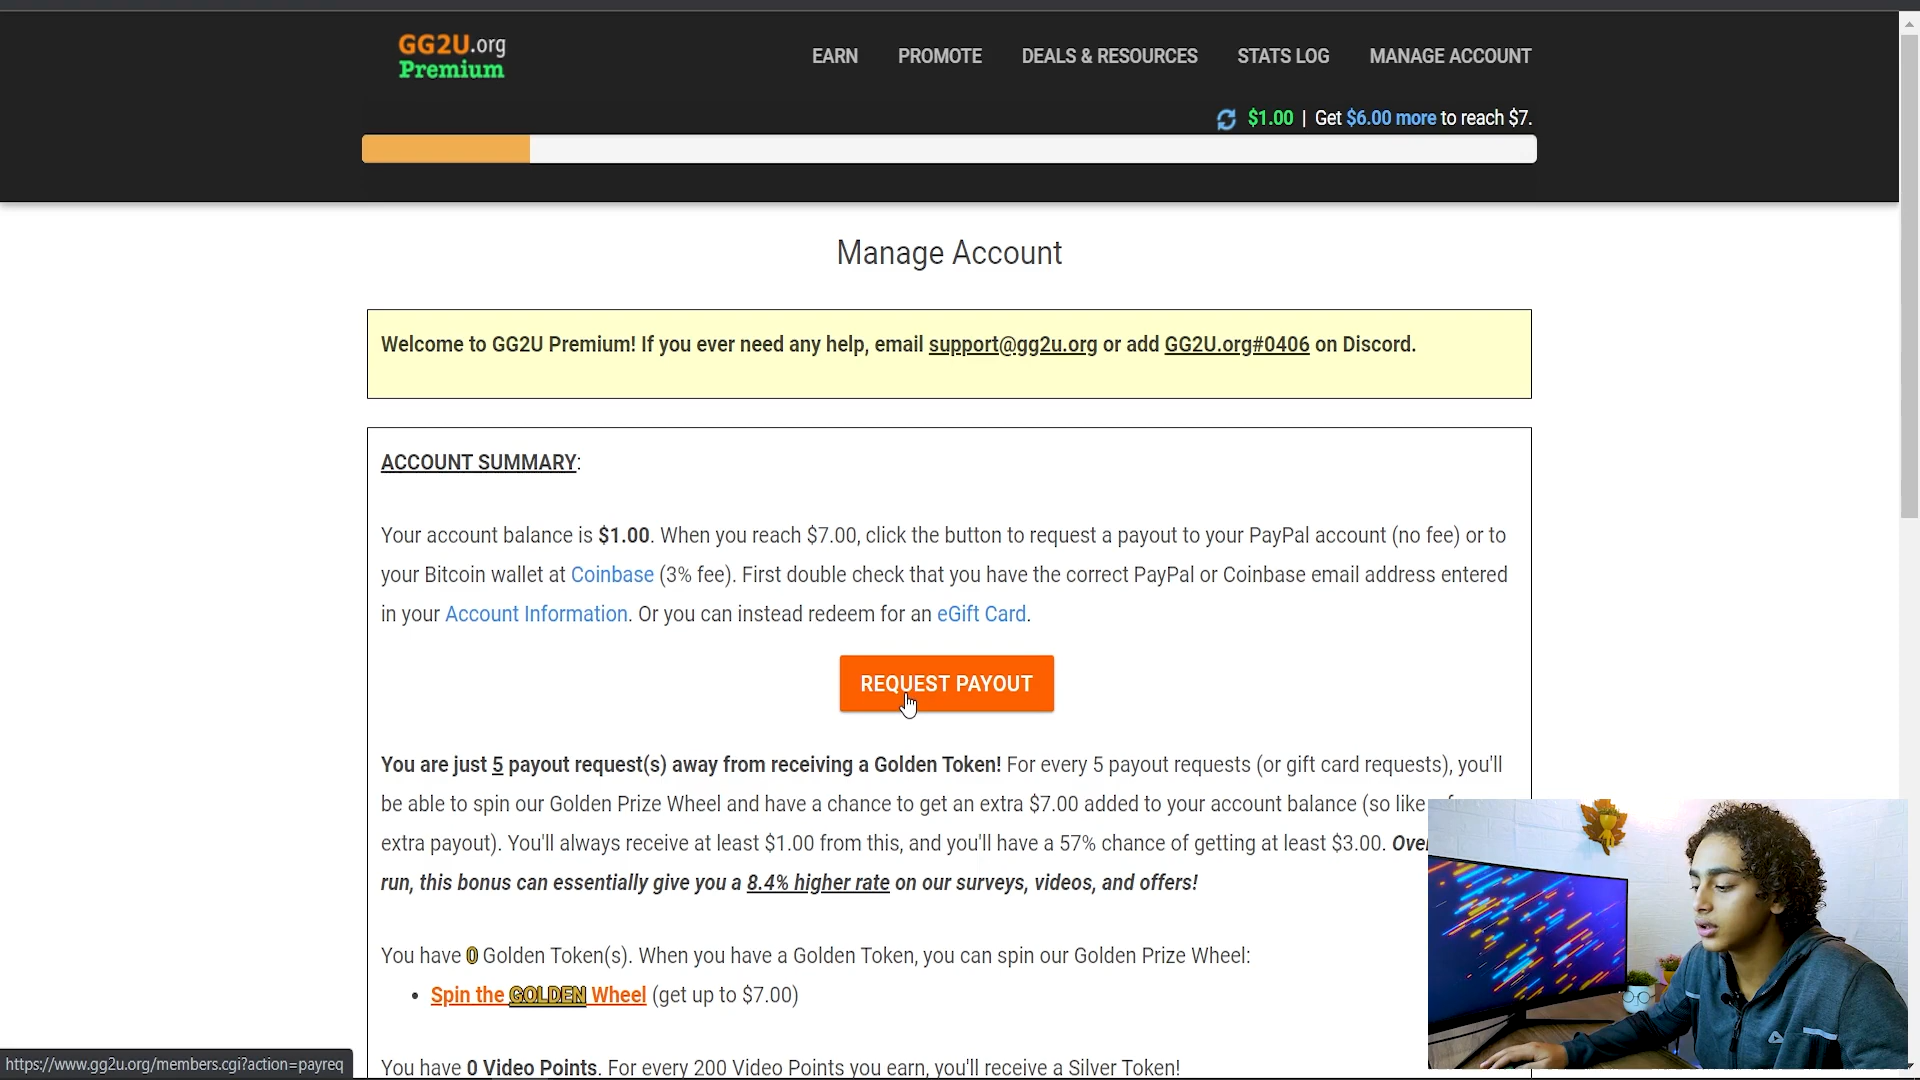 GG2U.org
Premium
EARN PROMOTE DEALS & RESOURCES STATS LOG MANAGE ACCOUNT
$1.00 | Get $6.00 more to reach $7.
Manage Account
Welcome to GG2U Premium! If you ever need any help, email support@gg2u.org or add GG2U.org#0406 on Discord.
ACCOUNT SUMMARY:
Your account balance is $1.00. When you reach $7.00, click the button to request a payout to your PayPal account (no fee) or to
your Bitcoin wallet at Coinbase (3% fee). First double check that you have the correct PayPal or Coinbase email address entered
in your Account Information. Or you can instead redeem for an eGift Card.
REQUEST PAYOUT
You are just 5 payout request(s) away from receiving a Golden Token! For every 5 payout requests (or gift card requests), you'll
be able to spin our Golden Prize Wheel and have a chance to get an extra $7.00 added to your account balance (so like
extra payout). You'll always receive at least $1.00 from this, and you'll have a 57% chance of getting at least $3.00.
run, this bonus can essentially give you a 8.4% higher rate on our surveys, videos, and offers!
You have 0 Golden Token(s). When you have a Golden Token, you can spin our Golden Prize Wheel:
• Spin the GOLDEN Wheel (get up to $7.00)
You have 0 Video Points. For every 200 Video Points you earn, you'll receive a Silver Token!
https://www.gg2u.org/members.cgi?action=payreq